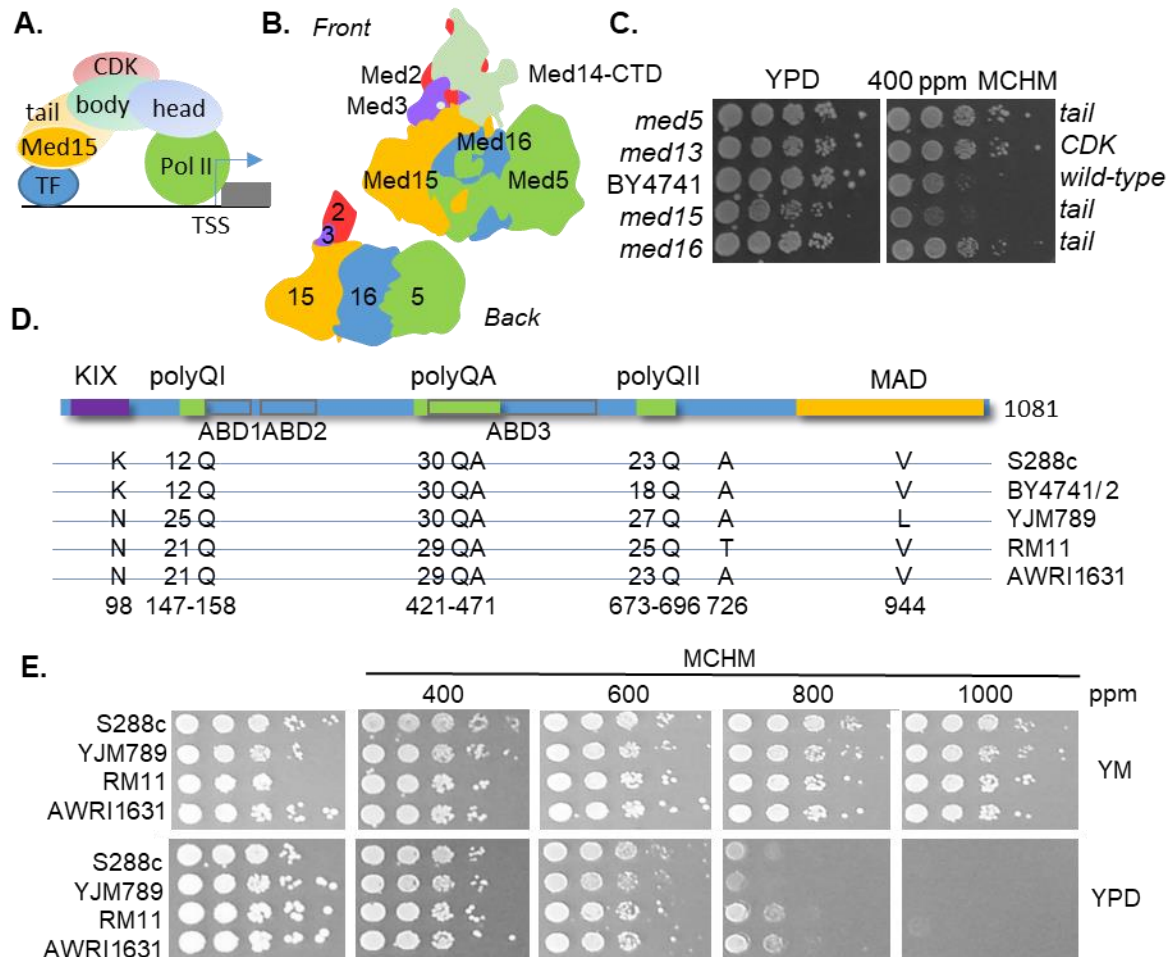 A.
CDK
body
head
tail
Med15
TF
Pol II
TSS
B.
Front
Med2
Med3
Med14-CTD
Med16
Med15
Med5
2
3
15
16
5
Back
C.
YPD
400 ppm MCHM
med5
tail
med13
CDK
BY4741
wild-type
med15
tail
med16
tail
D.
KIX
polyQI
polyQA
polyQII
MAD
1081
ABD1
ABD2
ABD3
K 12 Q 30 QA 23 Q A V S288c
K 12 Q 30 QA 18 Q A V BY4741/2
N 25 Q 30 QA 27 Q A L YJM789
N 21 Q 29 QA 25 Q T V RM11
N 21 Q 29 QA 23 Q A V AWRI1631
98 147-158 421-471 673-696 726 944
E.
MCHM
400 600 800 1000 ppm
S288c
YJM789
RM11
AWRI1631
YM
S288c
YJM789
RM11
AWRI1631
YPD